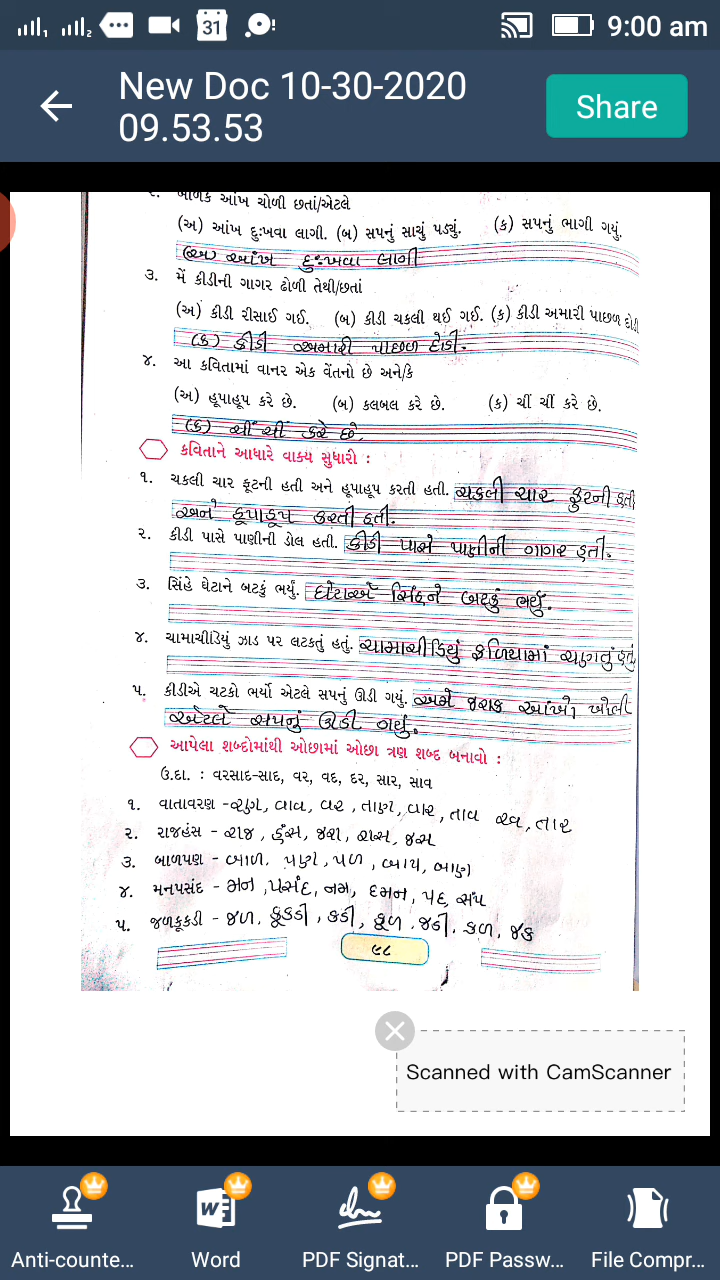 9:00 am
31
New Doc 10-30-2020
09.53.53
Share
૨. બાળક આંખ ચોળી છતાં/એટલે
(અ) આંખ દુઃખવા લાગી. (બ) સપનું સાચું પડ્યું. (ક) સપનું ભાગી ગયું.
(અ) આંખ દુઃખવા લાગી
૩. મેં કીડીની ગાગર ઢોળી તેથી/છતાં
(અ) કીડી રીસાઈ ગઈ. (બ) કીડી ચકલી થઈ ગઈ. (ક) કીડી અમારી પાછળ દોડી
(ક) કીડી અમારી પાછળ દોડી.
૪. આ કવિતામાં વાનર એક વેંતનો છે અને/કે
(અ) હૂપાહૂપ કરે છે. (બ) કલબલ કરે છે. (ક) ચીં ચીં કરે છે.
(ક) ચીં ચીં કરે છે.
કવિતાને આધારે વાક્ય સુધારી :
૧. ચકલી ચાર ફૂટની હતી અને હૂપાહૂપ કરતી હતી. ચકલી ચાર ફુટની હતી
અને હૂપાહૂપ કરતી હતી.
૨. કીડી પાસે પાણીની ડોલ હતી. કીડી પાસે પાણીની ગાગર હતી.
૩. સિંહે ઘેટાને બટકું ભર્યું. ઘેટાએ સિંહને બટકું ભર્યું.
૪. ચામાચીડિયું ઝાડ પર લટકતું હતું. ચામાચીડિયું ફળિયામાં ચણતું હતું
૫. કીડીએ ચટકો ભર્યો એટલે સપનું ઊડી ગયું. અમે જરાક આંખો ખોલી
એટલે સપનું ઊડી ગયું.
આપેલા શબ્દોમાંથી ઓછામાં ઓછા ત્રણ શબ્દ બનાવો :
ઉ.દા. : વરસાદ-સાદ, વર, વદ, દર, સાર, સાવ
૧. વાતાવરણ - રણ, વાવ, વર, તાણ, વાર, તાવ રવ, તાર
૨. રાજહંસ - રાજ, હંસ, જરા, રાસ, જસ
૩. બાળપણ - બાળ. પણ, પળ, બાપ, બાણ
૪. મનપસંદ - મન, પસંદ, નમ, દમન, પદ, સંપ
૫. જળકૂકડી - જળ. કૂકડી, કડી, કૂળ. જડી. કળ. જક
૯૮
Scanned with CamScanner
Anti-counte...
Word
PDF Signat...
PDF Passw...
File Compr...